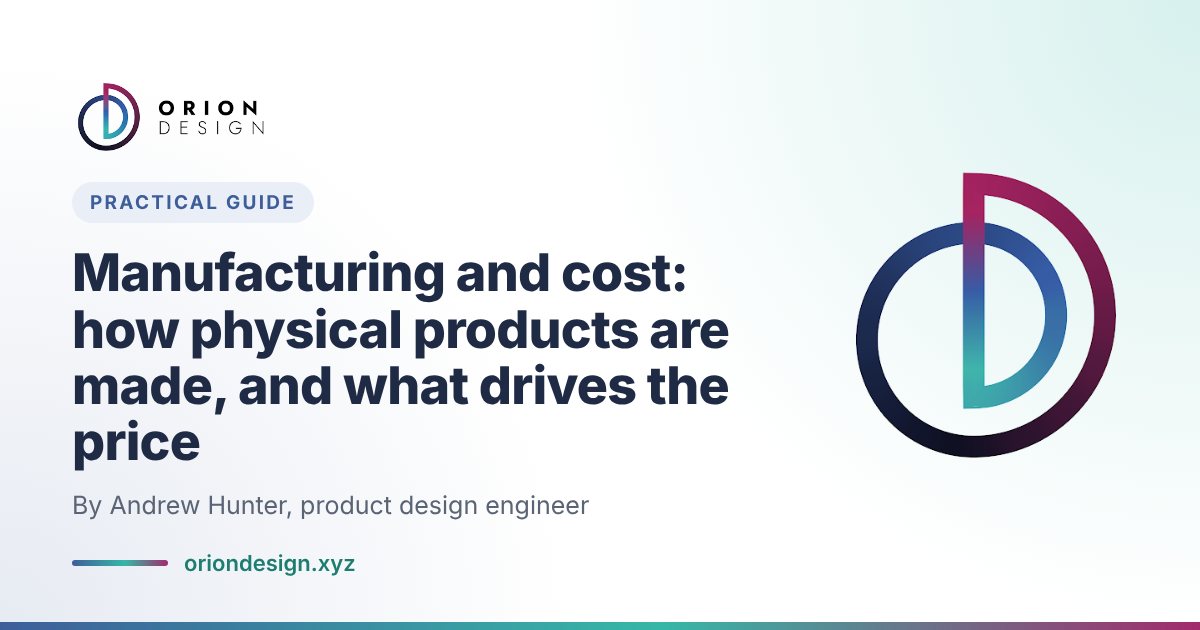 ORION
DESIGN
PRACTICAL GUIDE
Manufacturing and cost:
how physical products are
made, and what drives the
price
By Andrew Hunter, product design engineer
oriondesign.xyz